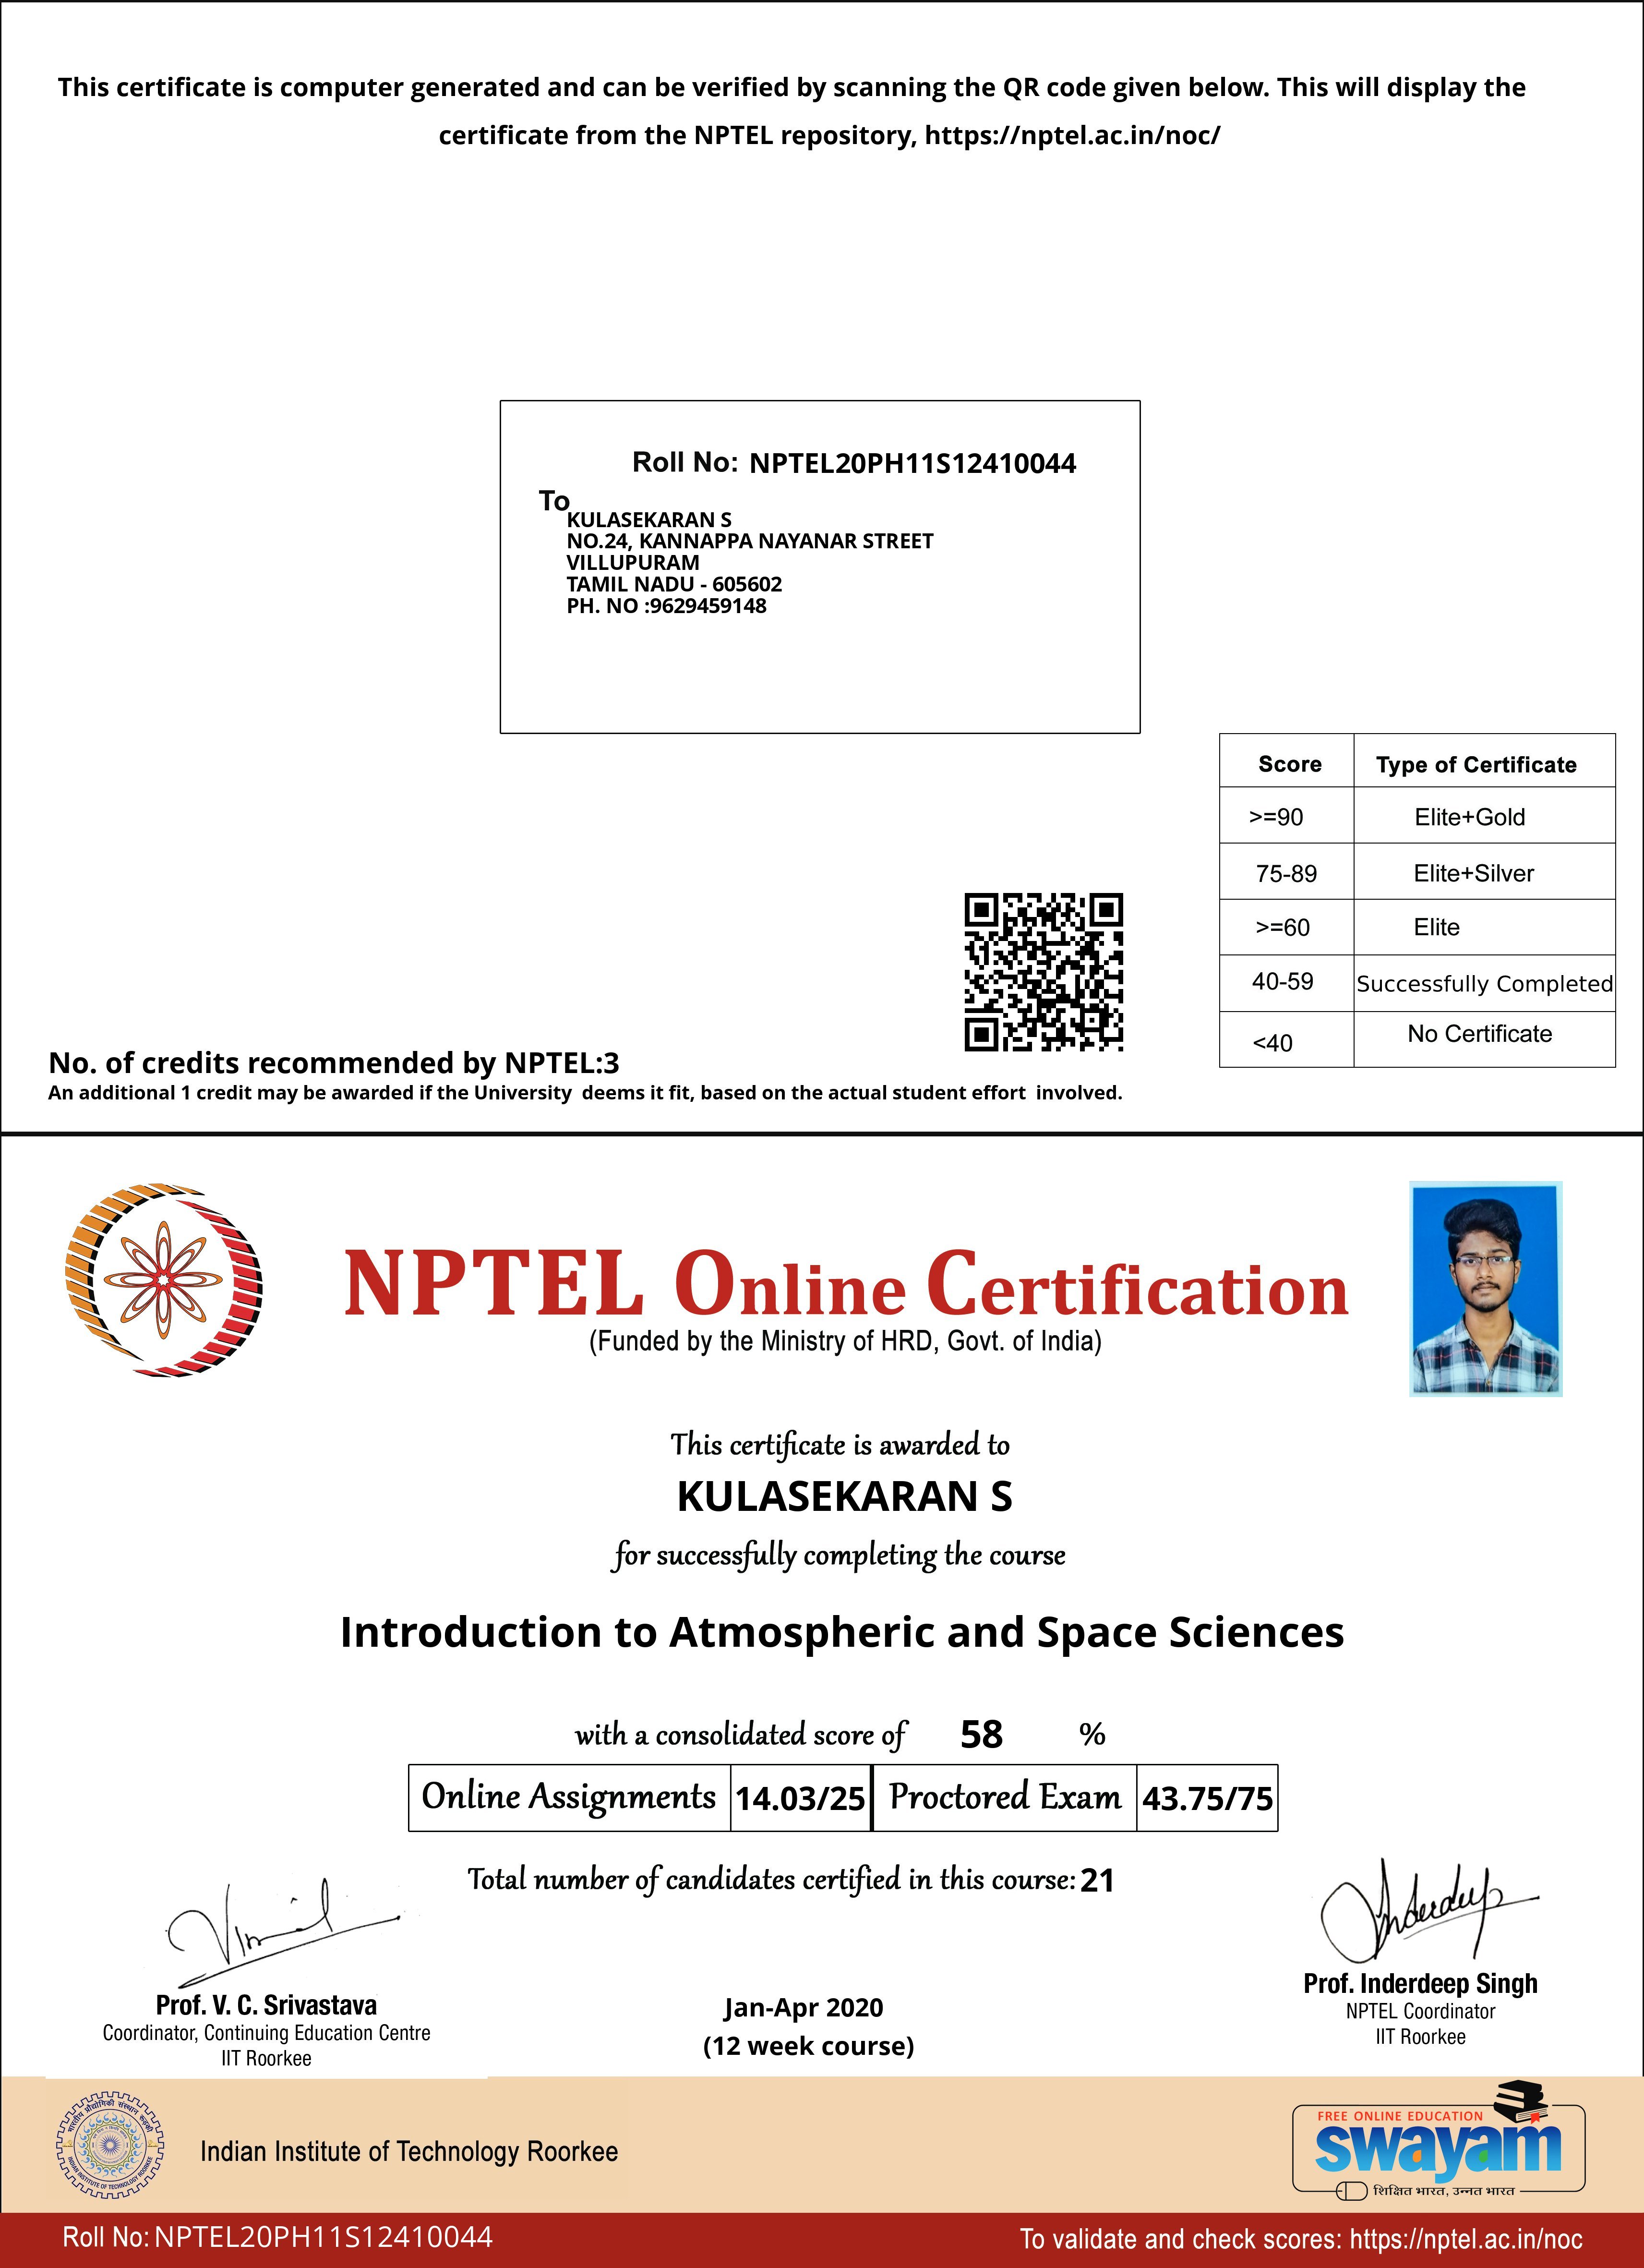 This certificate is computer generated and can be verified by scanning the QR code given below. This will display the
certificate from the NPTEL repository, https://nptel.ac.in/noc/
Roll No: NPTEL20PH11S12410044
To
KULASEKARAN S
NO.24, KANNAPPA NAYANAR STREET
VILLUPURAM
TAMIL NADU - 605602
PH. NO :9629459148
Score Type of Certificate
>=90 Elite+Gold
75-89 Elite+Silver
>=60 Elite
40-59 Successfully Completed
<40 No Certificate
No. of credits recommended by NPTEL:3
An additional 1 credit may be awarded if the University deems it fit, based on the actual student effort involved.
NPTEL Online Certification
(Funded by the Ministry of HRD, Govt. of India)
This certificate is awarded to
KULASEKARAN S
for successfully completing the course
Introduction to Atmospheric and Space Sciences
with a consolidated score of 58 %
Online Assignments 14.03/25 Proctored Exam 43.75/75
Total number of candidates certified in this course: 21
Prof. V. C. Srivastava
Coordinator, Continuing Education Centre
IIT Roorkee
Jan-Apr 2020
(12 week course)
Prof. Inderdeep Singh
NPTEL Coordinator
IIT Roorkee
भारतीय प्रौद्योगिकी संस्थान रुड़की
INDIAN INSTITUTE OF TECHNOLOGY ROORKEE
Indian Institute of Technology Roorkee
FREE ONLINE EDUCATION
swayam
शिक्षित भारत, उन्नत भारत
Roll No: NPTEL20PH11S12410044
To validate and check scores: https://nptel.ac.in/noc